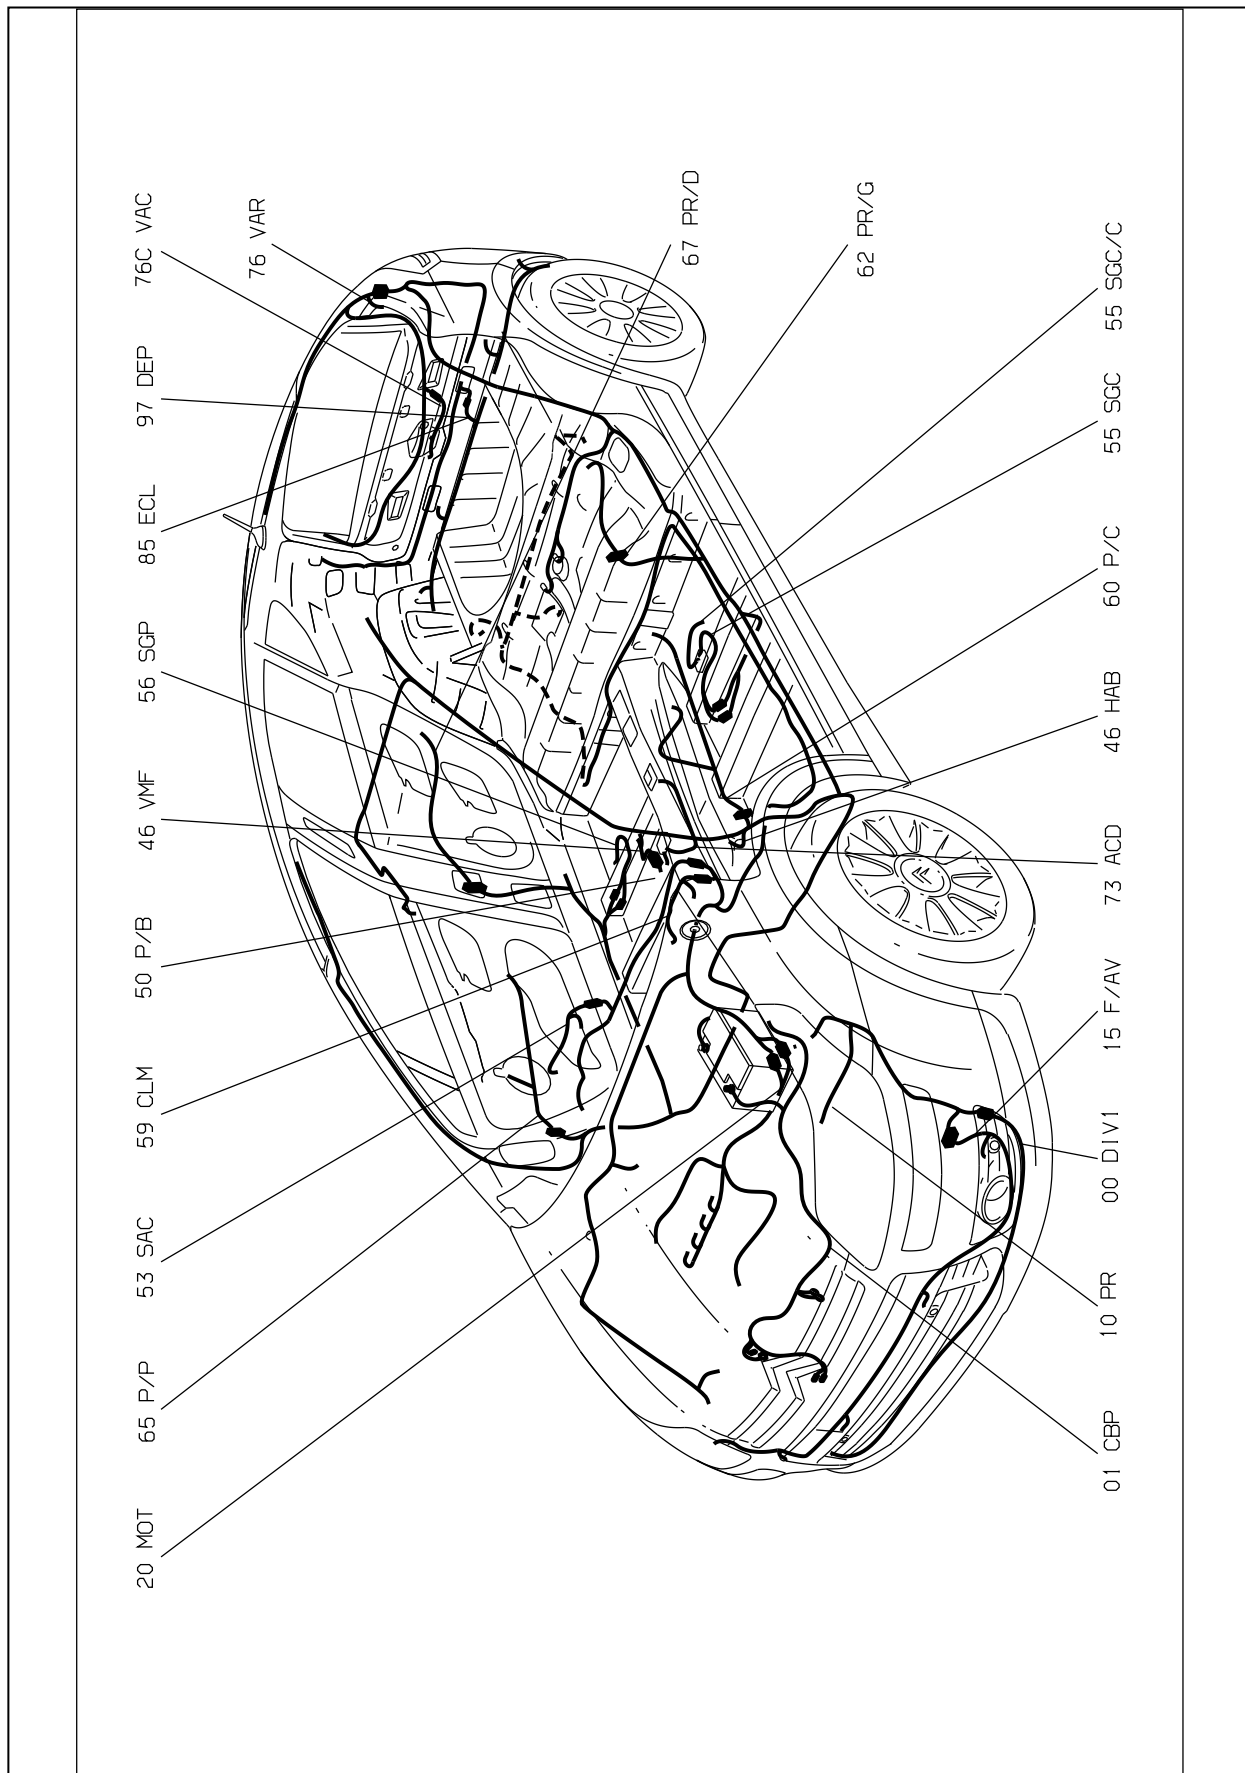 20 MOT
65 P/P
53 SAC
59 CLM
50 P/B
46 VMF
56 SGP
85 ECL
97 DEP
76C VAC
76 VAR
67 PR/D
62 PR/G
01 CBP
10 PR
00 DIV1
15 F/AV
73 ACD
46 HAB
60 P/C
55 SGC
55 SGC/C